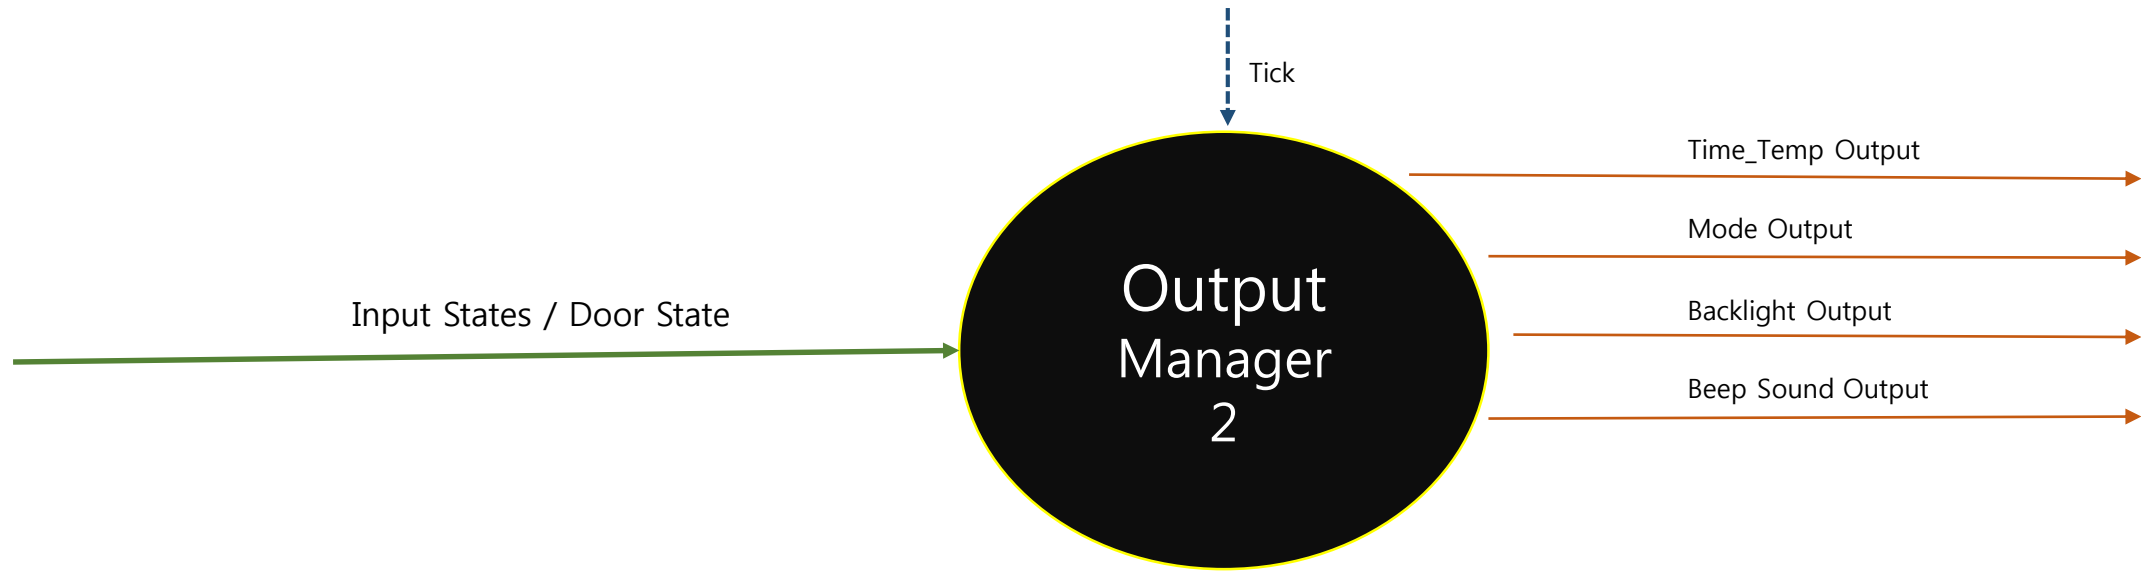 Tick
Time_Temp Output
Mode Output
Input States / Door State
Backlight Output
Beep Sound Output
Output
Manager
2